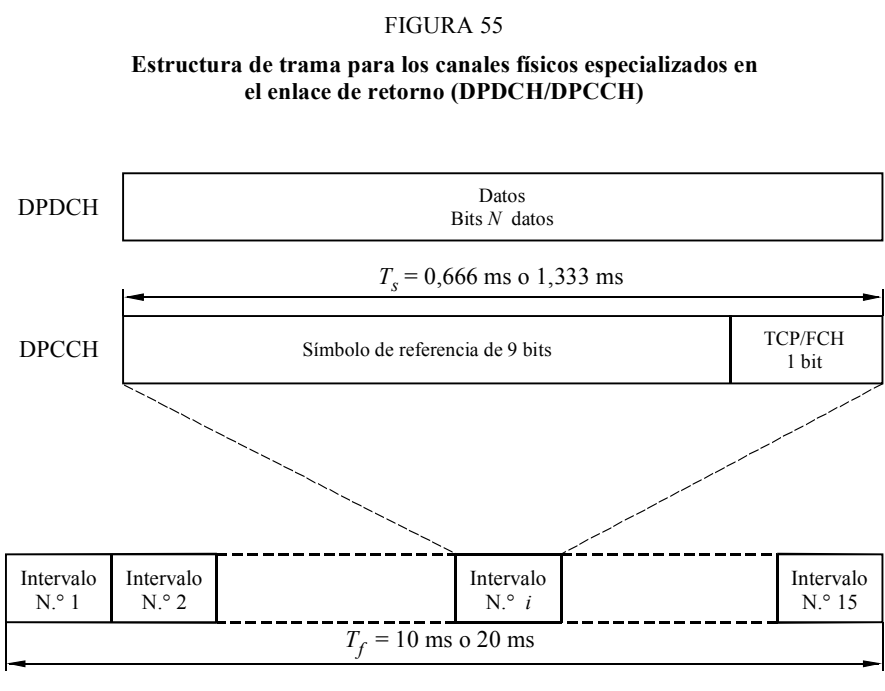 FIGURA 55
Estructura de trama para los canales físicos especializados en
el enlace de retorno (DPDCH/DPCCH)
DPDCH
Datos
Bits N datos
T_s = 0,666 ms o 1,333 ms
DPCCH
Símbolo de referencia de 9 bits
TCP/FCH
1 bit
Intervalo
N.° 1
Intervalo
N.° 2
Intervalo
N.° i
Intervalo
N.° 15
T_f = 10 ms o 20 ms